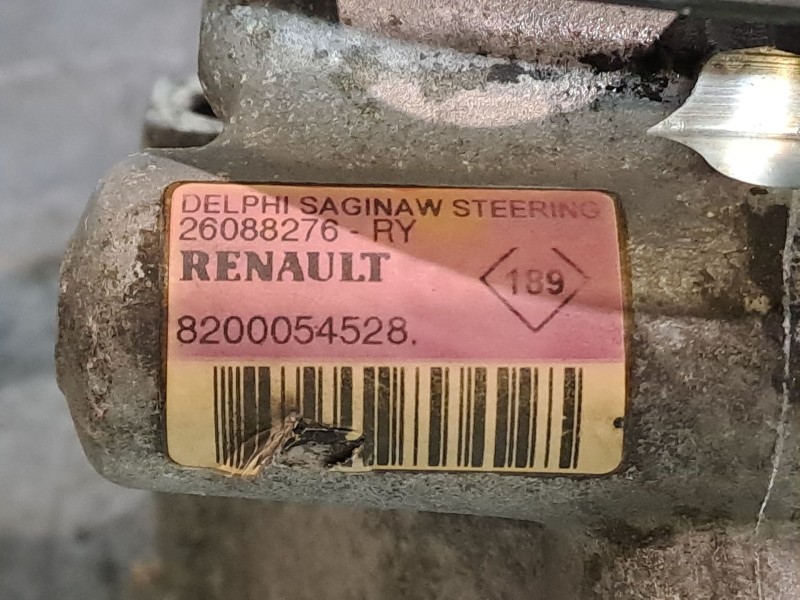 DELPHI SAGINAW STEERING
26088276 - RY
RENAULT
189
8200054528.